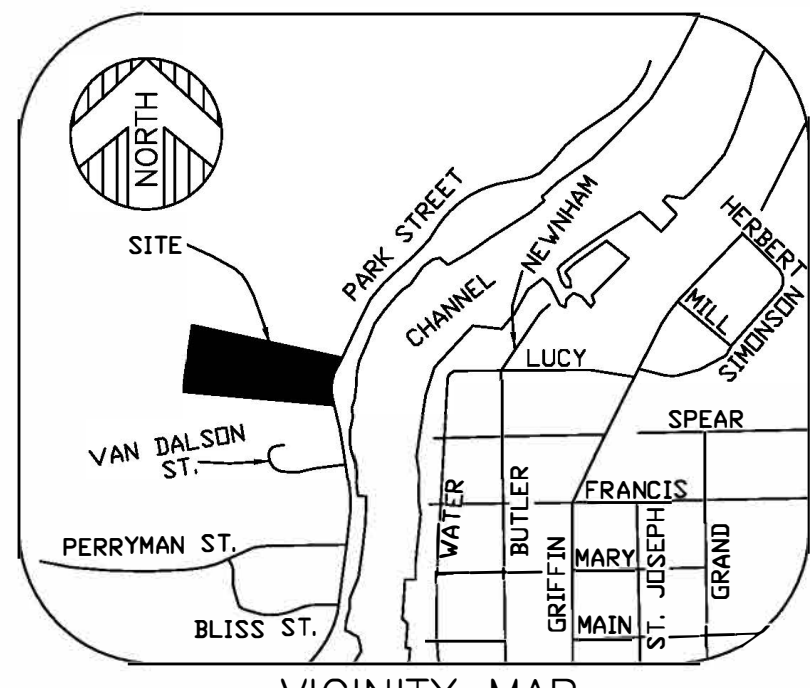 NORTH
SITE
PARK STREET
CHANNEL
NEWNHAM
HERBERT
MILL
SIMONSON
LUCY
SPEAR
VAN DALSON
ST.
FRANCIS
WATER
BUTLER
GRIFFIN
MARY
ST. JOSEPH
GRAND
PERRYMAN ST.
BLISS ST.
MAIN
VICINITY MAP